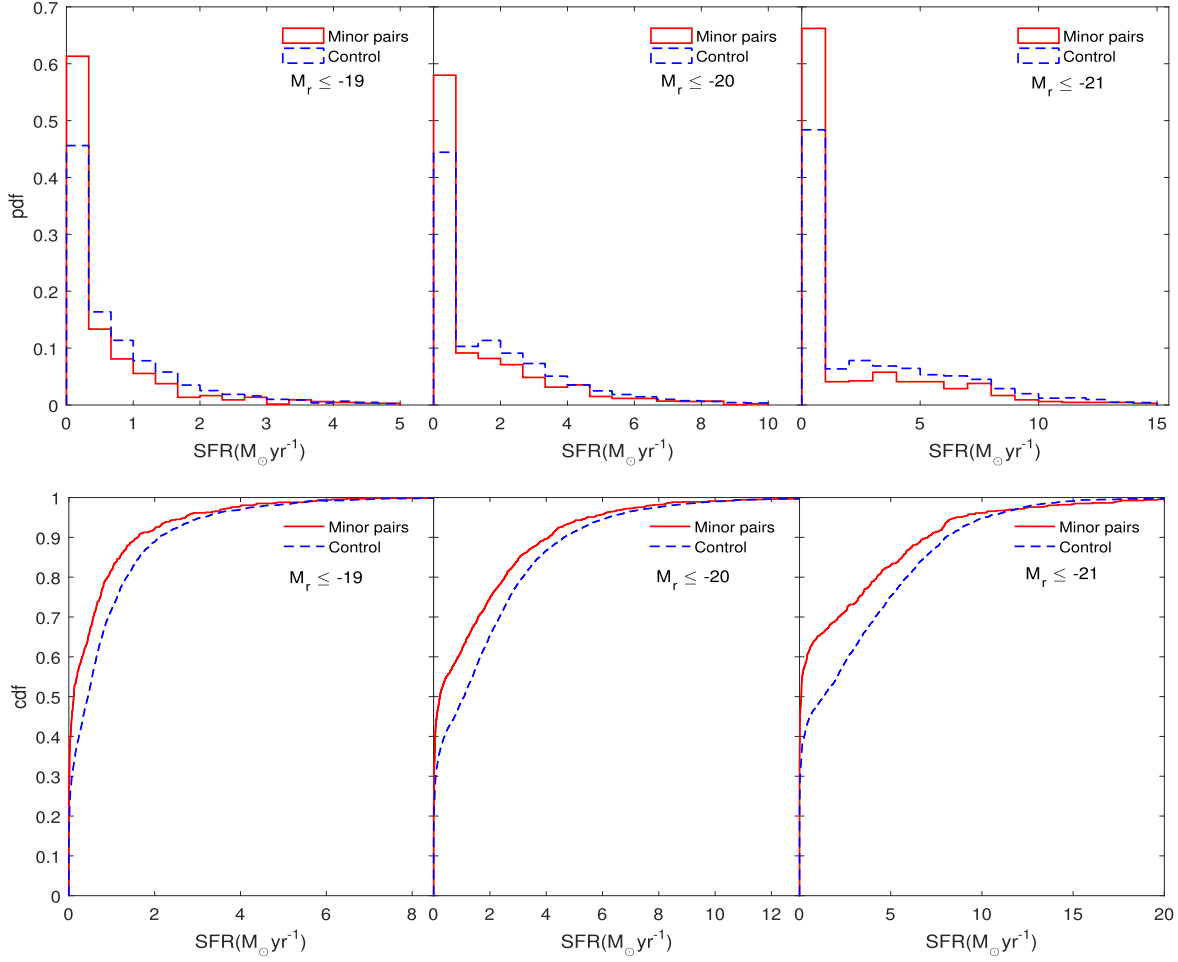 0.7
0.6
0.5
0.4
0.3
0.2
0.1
0
pdf
Minor pairs
Control
M_r ≤ -19
0 1 2 3 4 5
SFR(M_⊙yr^-1)
Minor pairs
Control
M_r ≤ -20
0 2 4 6 8 10
SFR(M_⊙yr^-1)
Minor pairs
Control
M_r ≤ -21
0 5 10 15
SFR(M_⊙yr^-1)
1
0.9
0.8
0.7
0.6
0.5
0.4
0.3
0.2
0.1
0
cdf
Minor pairs
Control
M_r ≤ -19
0 2 4 6 8
SFR(M_⊙yr^-1)
Minor pairs
Control
M_r ≤ -20
0 2 4 6 8 10 12
SFR(M_⊙yr^-1)
Minor pairs
Control
M_r ≤ -21
0 5 10 15 20
SFR(M_⊙yr^-1)